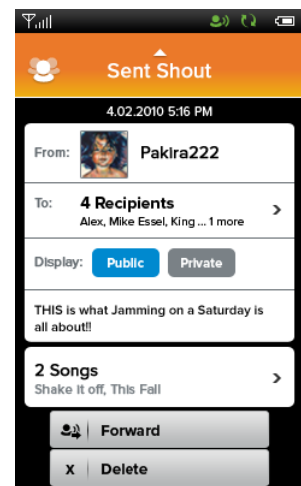 Sent Shout
4.02.2010 5:16 PM
From: Pakira222
To: 4 Recipients
Alex, Mike Essel, King ... 1 more
Display: Public Private
THIS is what Jamming on a Saturday is
all about!!
2 Songs
Shake it off, This Fall
Forward
x Delete